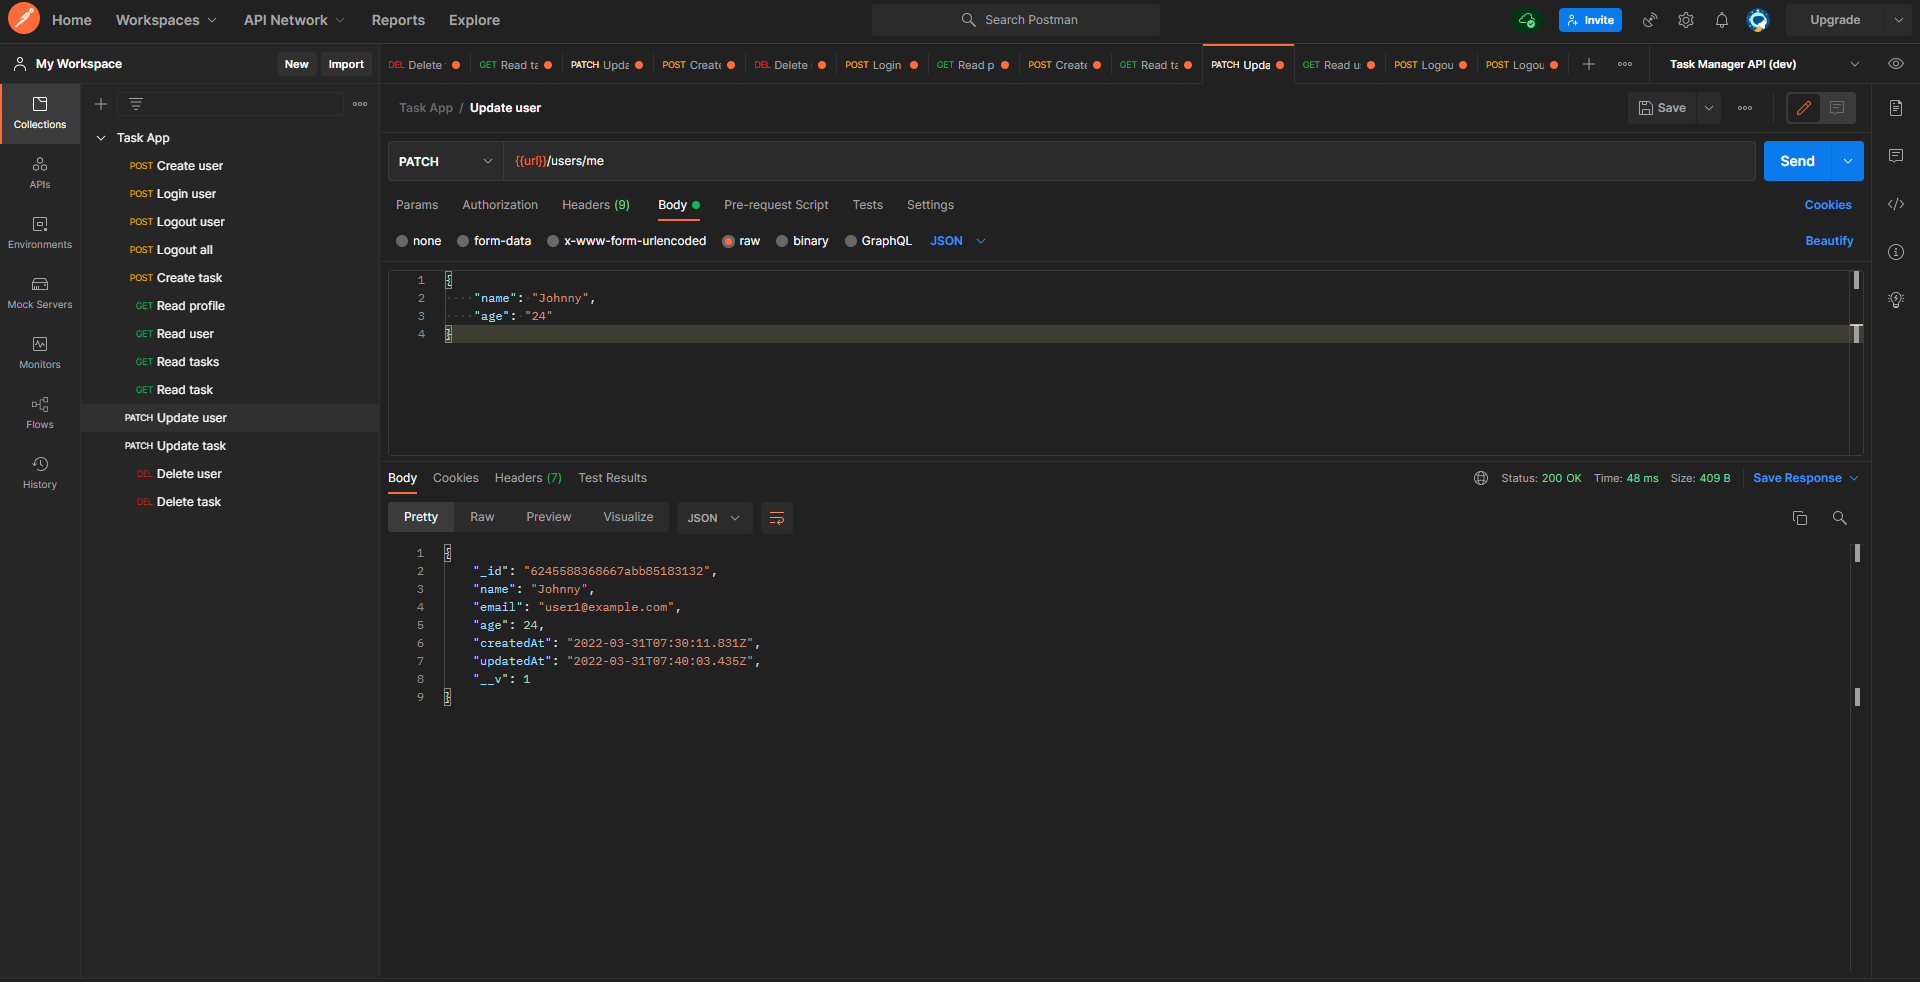 Home Workspaces API Network Reports Explore Search Postman Invite Upgrade
My Workspace New Import
DEL Delete GET Read ta PATCH Upda POST Create DEL Delete POST Login GET Read p POST Create GET Read ta PATCH Upda GET Read u POST Logou POST Logou Task Manager API (dev)
Collections
APIs
Environments
Mock Servers
Monitors
Flows
History
Task App
POST Create user
POST Login user
POST Logout user
POST Logout all
POST Create task
GET Read profile
GET Read user
GET Read tasks
GET Read task
PATCH Update user
PATCH Update task
DEL Delete user
DEL Delete task
Task App / Update user Save
PATCH {{url}}/users/me Send
Params Authorization Headers (9) Body Pre-request Script Tests Settings Cookies
none form-data x-www-form-urlencoded raw binary GraphQL JSON Beautify
1 {
2 "name": "Johnny",
3 "age": "24"
4 }
Body Cookies Headers (7) Test Results Status: 200 OK Time: 48 ms Size: 409 B Save Response
Pretty Raw Preview Visualize JSON
1 {
2 "_id": "6245588368667abb85183132",
3 "name": "Johnny",
4 "email": "user1@example.com",
5 "age": 24,
6 "createdAt": "2022-03-31T07:30:11.831Z",
7 "updatedAt": "2022-03-31T07:40:03.435Z",
8 "__v": 1
9 }